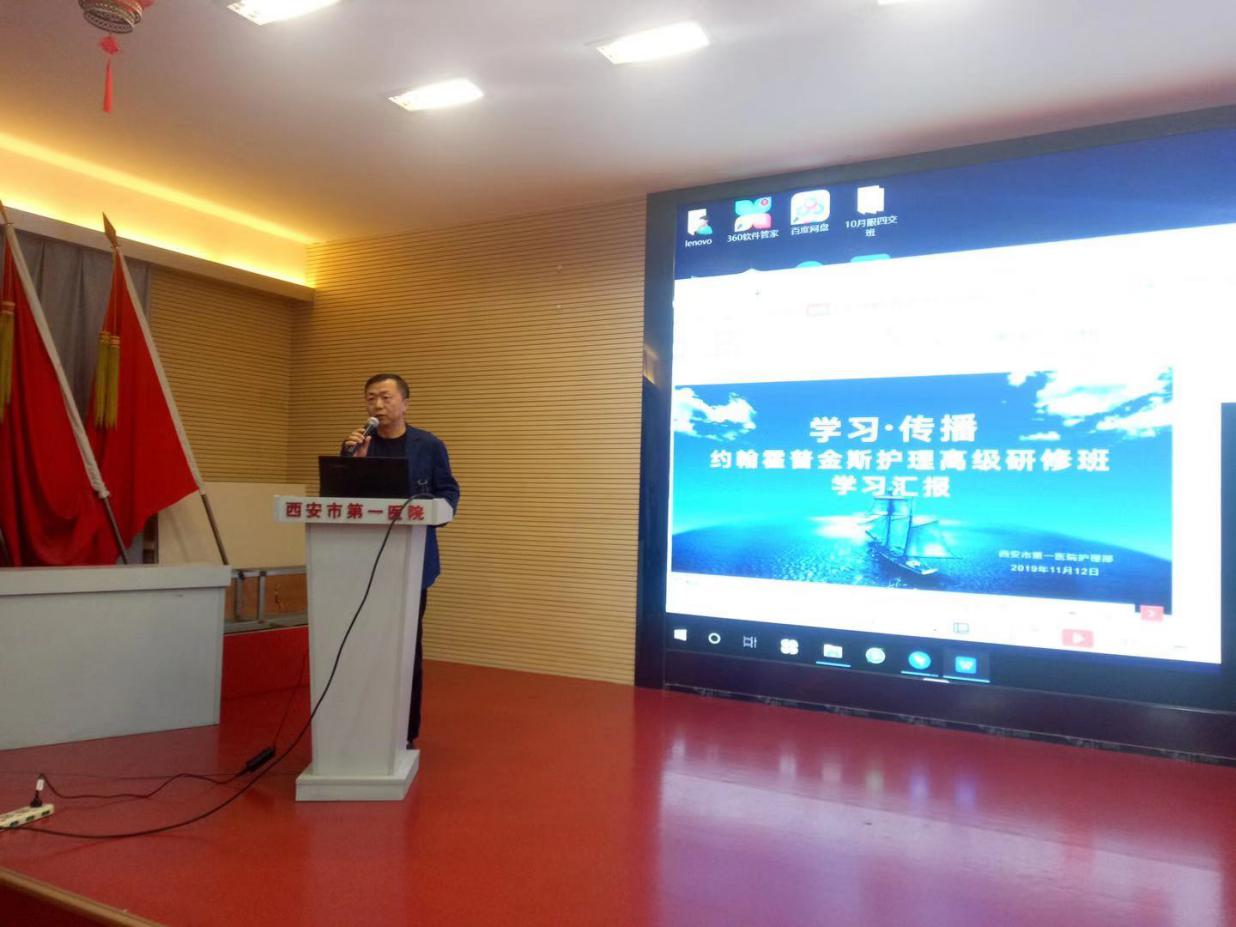 lenovo
360软件管家
百度网盘
10月眼四交
班
学习·传播
约翰霍普金斯护理高级研修班
学习汇报
西安市第一医院护理部
2019年11月12日
西安市第一医院